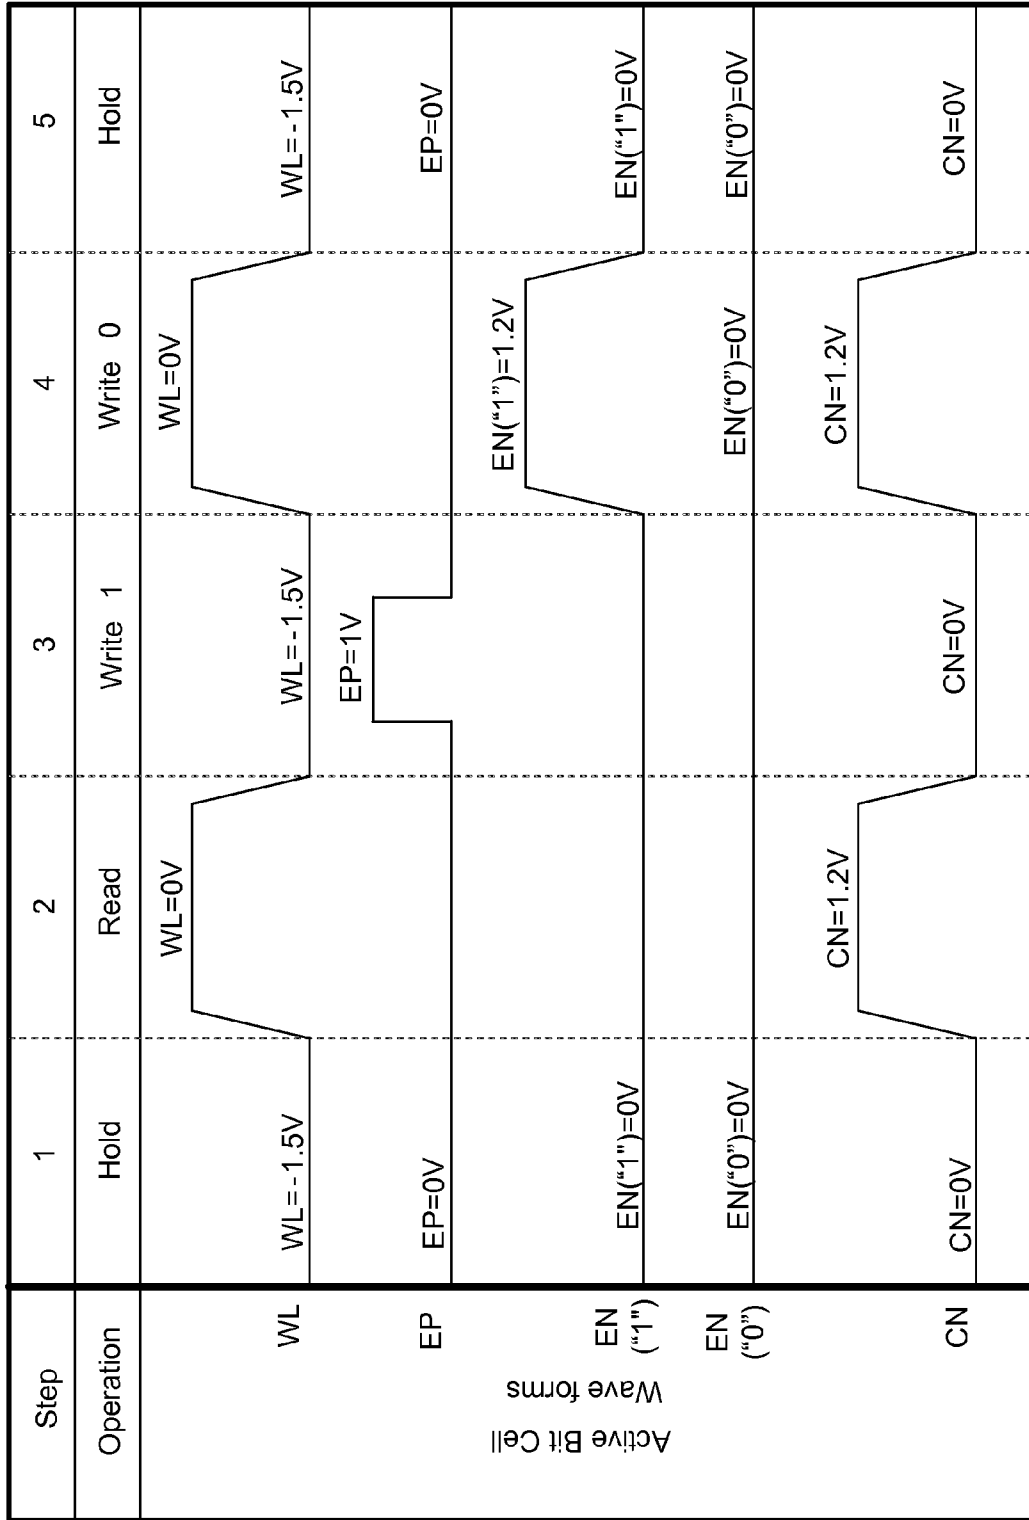 Step 1 2 3 4 5
Operation Hold Read Write 1 Write 0 Hold
Active Bit Cell
Wave forms
WL WL=-1.5V WL=0V WL=-1.5V WL=0V WL=-1.5V
EP EP=0V EP=1V EP=0V
EN
("1") EN("1")=0V EN("1")=1.2V EN("1")=0V
EN
("0") EN("0")=0V EN("0")=0V EN("0")=0V
CN CN=0V CN=1.2V CN=0V CN=1.2V CN=0V